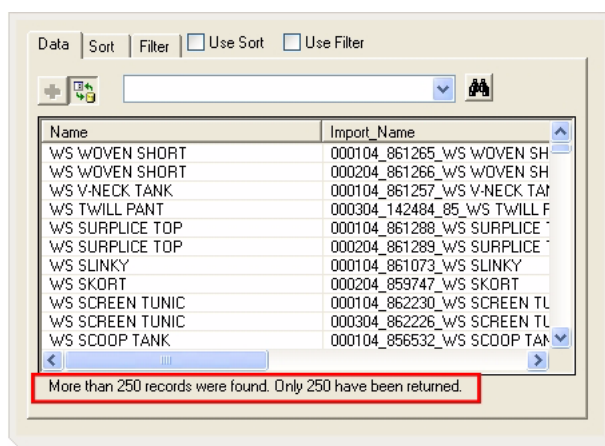 Data Sort Filter Use Sort Use Filter
Name Import_Name
WS WOVEN SHORT 000104_861265_WS WOVEN SH
WS WOVEN SHORT 000204_861266_WS WOVEN SH
WS V-NECK TANK 000104_861257_WS V-NECK TAN
WS TWILL PANT 000304_142484_85_WS TWILL F
WS SURPLICE TOP 000104_861288_WS SURPLICE T
WS SURPLICE TOP 000204_861289_WS SURPLICE T
WS SLINKY 000104_861073_WS SLINKY
WS SKORT 000204_859747_WS SKORT
WS SCREEN TUNIC 000104_862230_WS SCREEN TU
WS SCREEN TUNIC 000304_862226_WS SCREEN TU
WS SCOOP TANK 000104_856532_WS SCOOP TAN
More than 250 records were found. Only 250 have been returned.